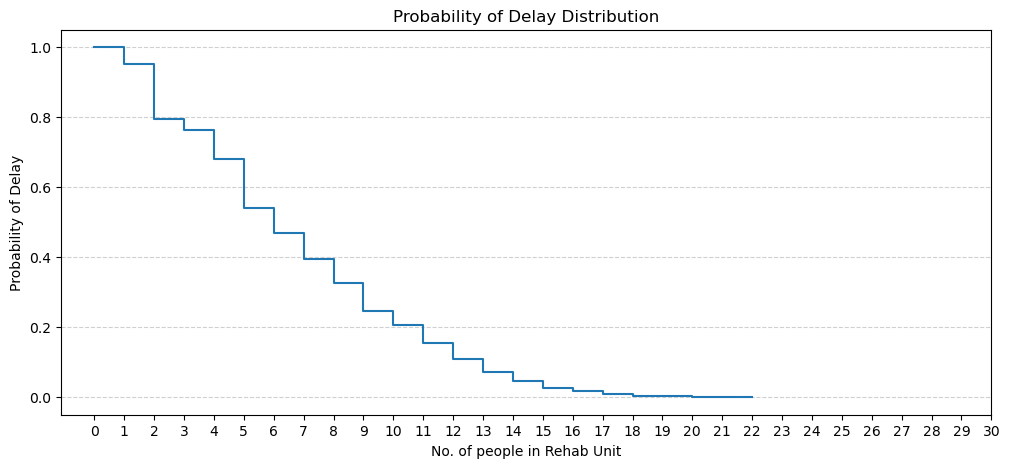 Probability of Delay Distribution
Probability of Delay
1.0
0.8
0.6
0.4
0.2
0.0
0 1 2 3 4 5 6 7 8 9 10 11 12 13 14 15 16 17 18 19 20 21 22 23 24 25 26 27 28 29 30
No. of people in Rehab Unit